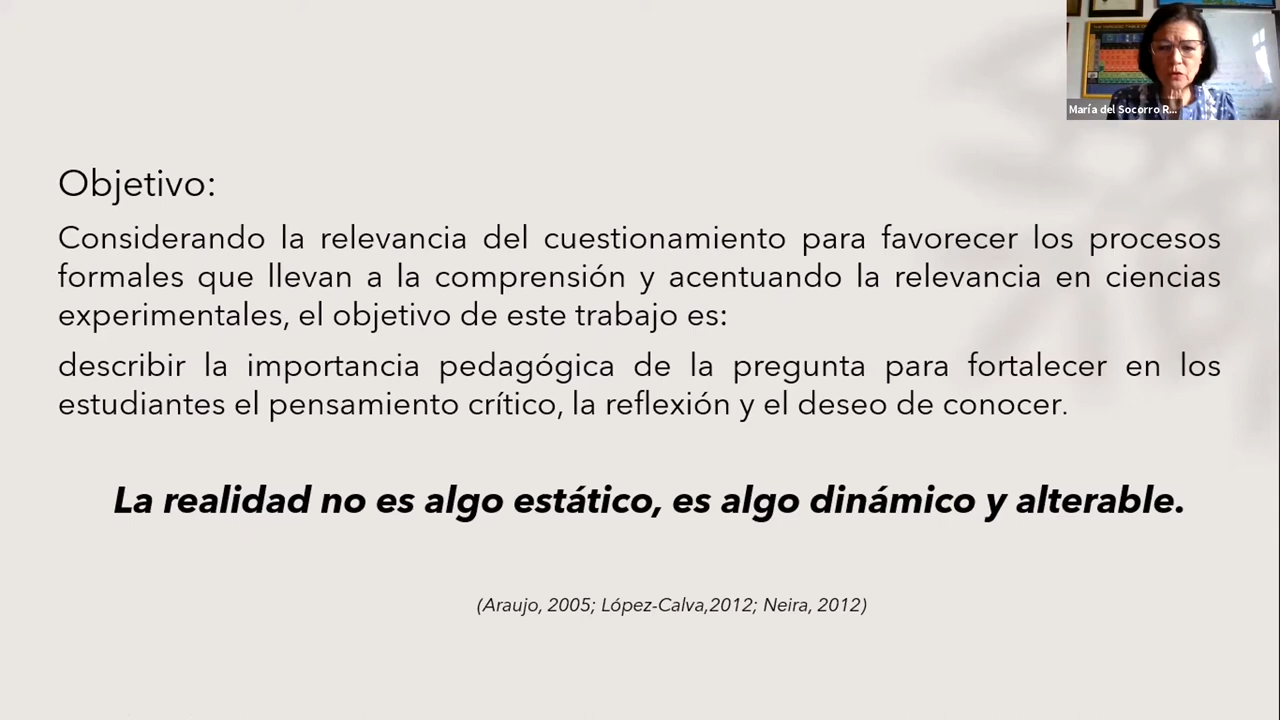 María del Socorro R...
Objetivo:
Considerando la relevancia del cuestionamiento para favorecer los procesos
formales que llevan a la comprensión y acentuando la relevancia en ciencias
experimentales, el objetivo de este trabajo es:
describir la importancia pedagógica de la pregunta para fortalecer en los
estudiantes el pensamiento crítico, la reflexión y el deseo de conocer.
La realidad no es algo estático, es algo dinámico y alterable.
(Araujo, 2005; López-Calva,2012; Neira, 2012)